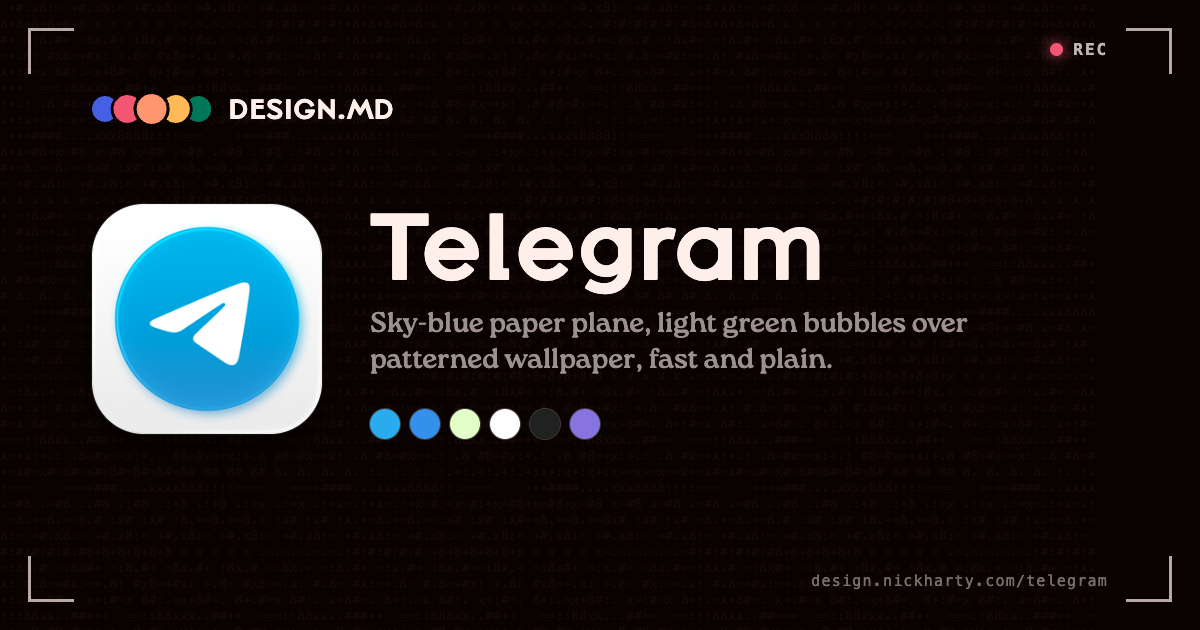 REC
DESIGN.MD
Telegram
Sky-blue paper plane, light green bubbles over
patterned wallpaper, fast and plain.
design.nickharty.com/telegram